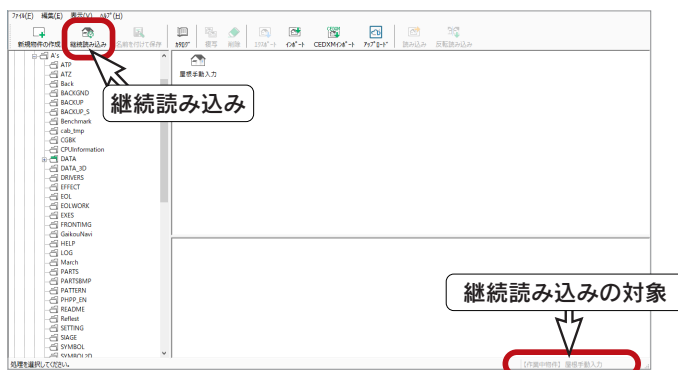 ファイル(F) 編集(E) 表示(V) ヘルプ(H)
新規物件の作成 継続読み込み 名前を付けて保存 ｶﾀﾛｸﾞ 複写 削除 ｴｸｽﾎﾟｰﾄ ｲﾝﾎﾟｰﾄ CEDXMｲﾝﾎﾟｰﾄ ｱｯﾌﾟﾛｰﾄﾞ 読み込み 反転読み込み
A's
ATP
ATZ
Back
BACKGND
BACKUP
BACKUP_S
Benchmark
cab_tmp
CGBK
CPUInformation
DATA
DATA_3D
DRIVERS
EFFECT
EOL
EOLWORK
EXES
FRONTIMG
GaikouNavi
HELP
LOG
March
PARTS
PARTSBMP
PATTERN
PHPP_EN
README
Reflest
SETTING
SIAGE
SYMBOL
SYMBOL2D
屋根手動入力
継続読み込み
継続読み込みの対象
処理を選択してください。
【作業中物件】 屋根手動入力